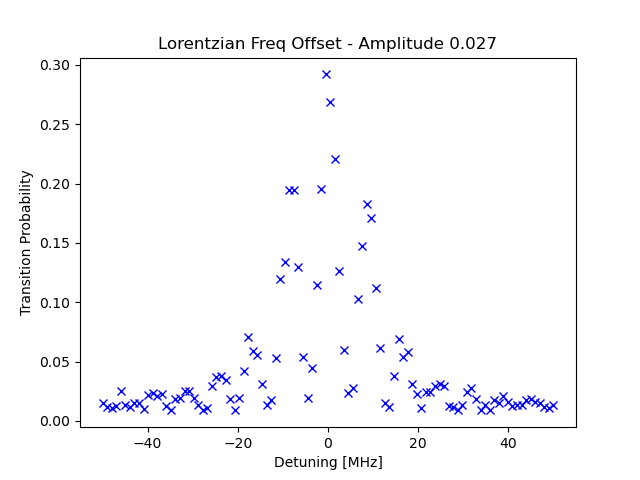 Lorentzian Freq Offset - Amplitude 0.027
0.30
0.25
0.20
0.15
0.10
0.05
0.00
Transition Probability
−40 −20 0 20 40
Detuning [MHz]